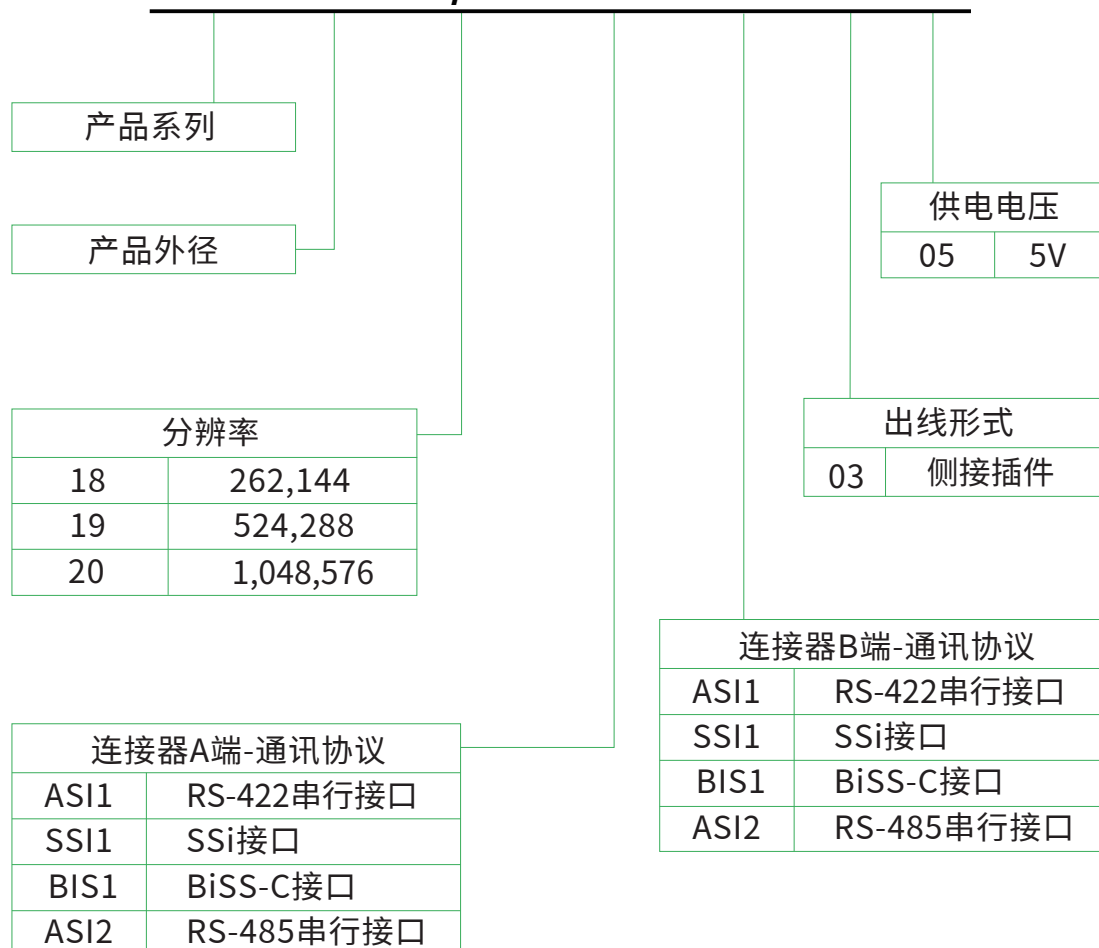 产品系列
产品外径
供电电压
05 5V
分辨率
18 262,144
19 524,288
20 1,048,576
出线形式
03 侧接插件
连接器A端-通讯协议
ASI1 RS-422串行接口
SSI1 SSi接口
BIS1 BiSS-C接口
ASI2 RS-485串行接口
连接器B端-通讯协议
ASI1 RS-422串行接口
SSI1 SSi接口
BIS1 BiSS-C接口
ASI2 RS-485串行接口